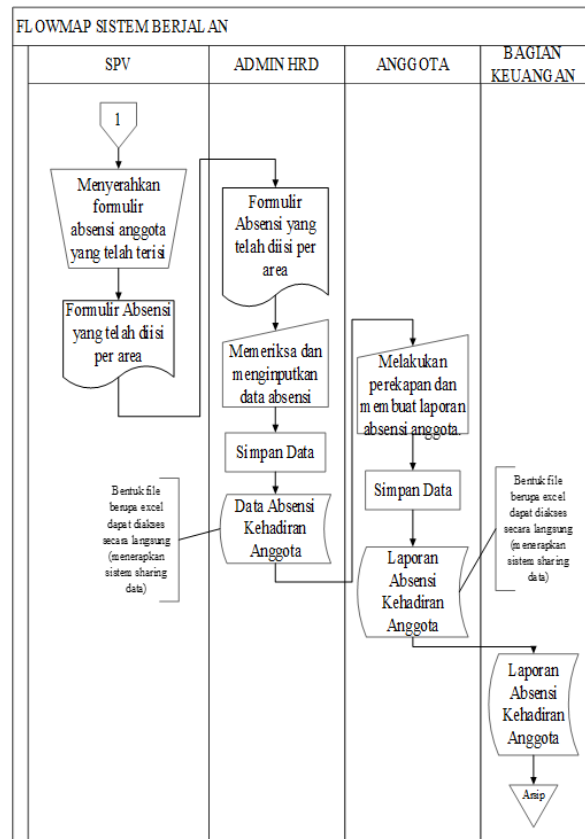 FLOWMAP SISTEM BERJALAN
SPV
ADMIN HRD
ANGGOTA
BAGIAN
KEUANGAN
1
Menyerahkan
formulir
absensi anggota
yang telah terisi
Formulir Absensi
yang telah diisi
per area
Formulir
Absensi yang
telah diisi per
area
Memeriksa dan
menginputkan
data absensi
Simpan Data
Data Absensi
Kehadiran
Anggota
Bentuk file
berupa excel
dapat diakses
secara langsung
(menerapkan
sistem sharing
data)
Melakukan
perekapan dan
membuat laporan
absensi anggota.
Simpan Data
Laporan
Absensi
Kehadiran
Anggota
Bentuk file
berupa excel
dapat diakses
secara langsung
(menerapkan
sistem sharing
data)
Laporan
Absensi
Kehadiran
Anggota
Arsip